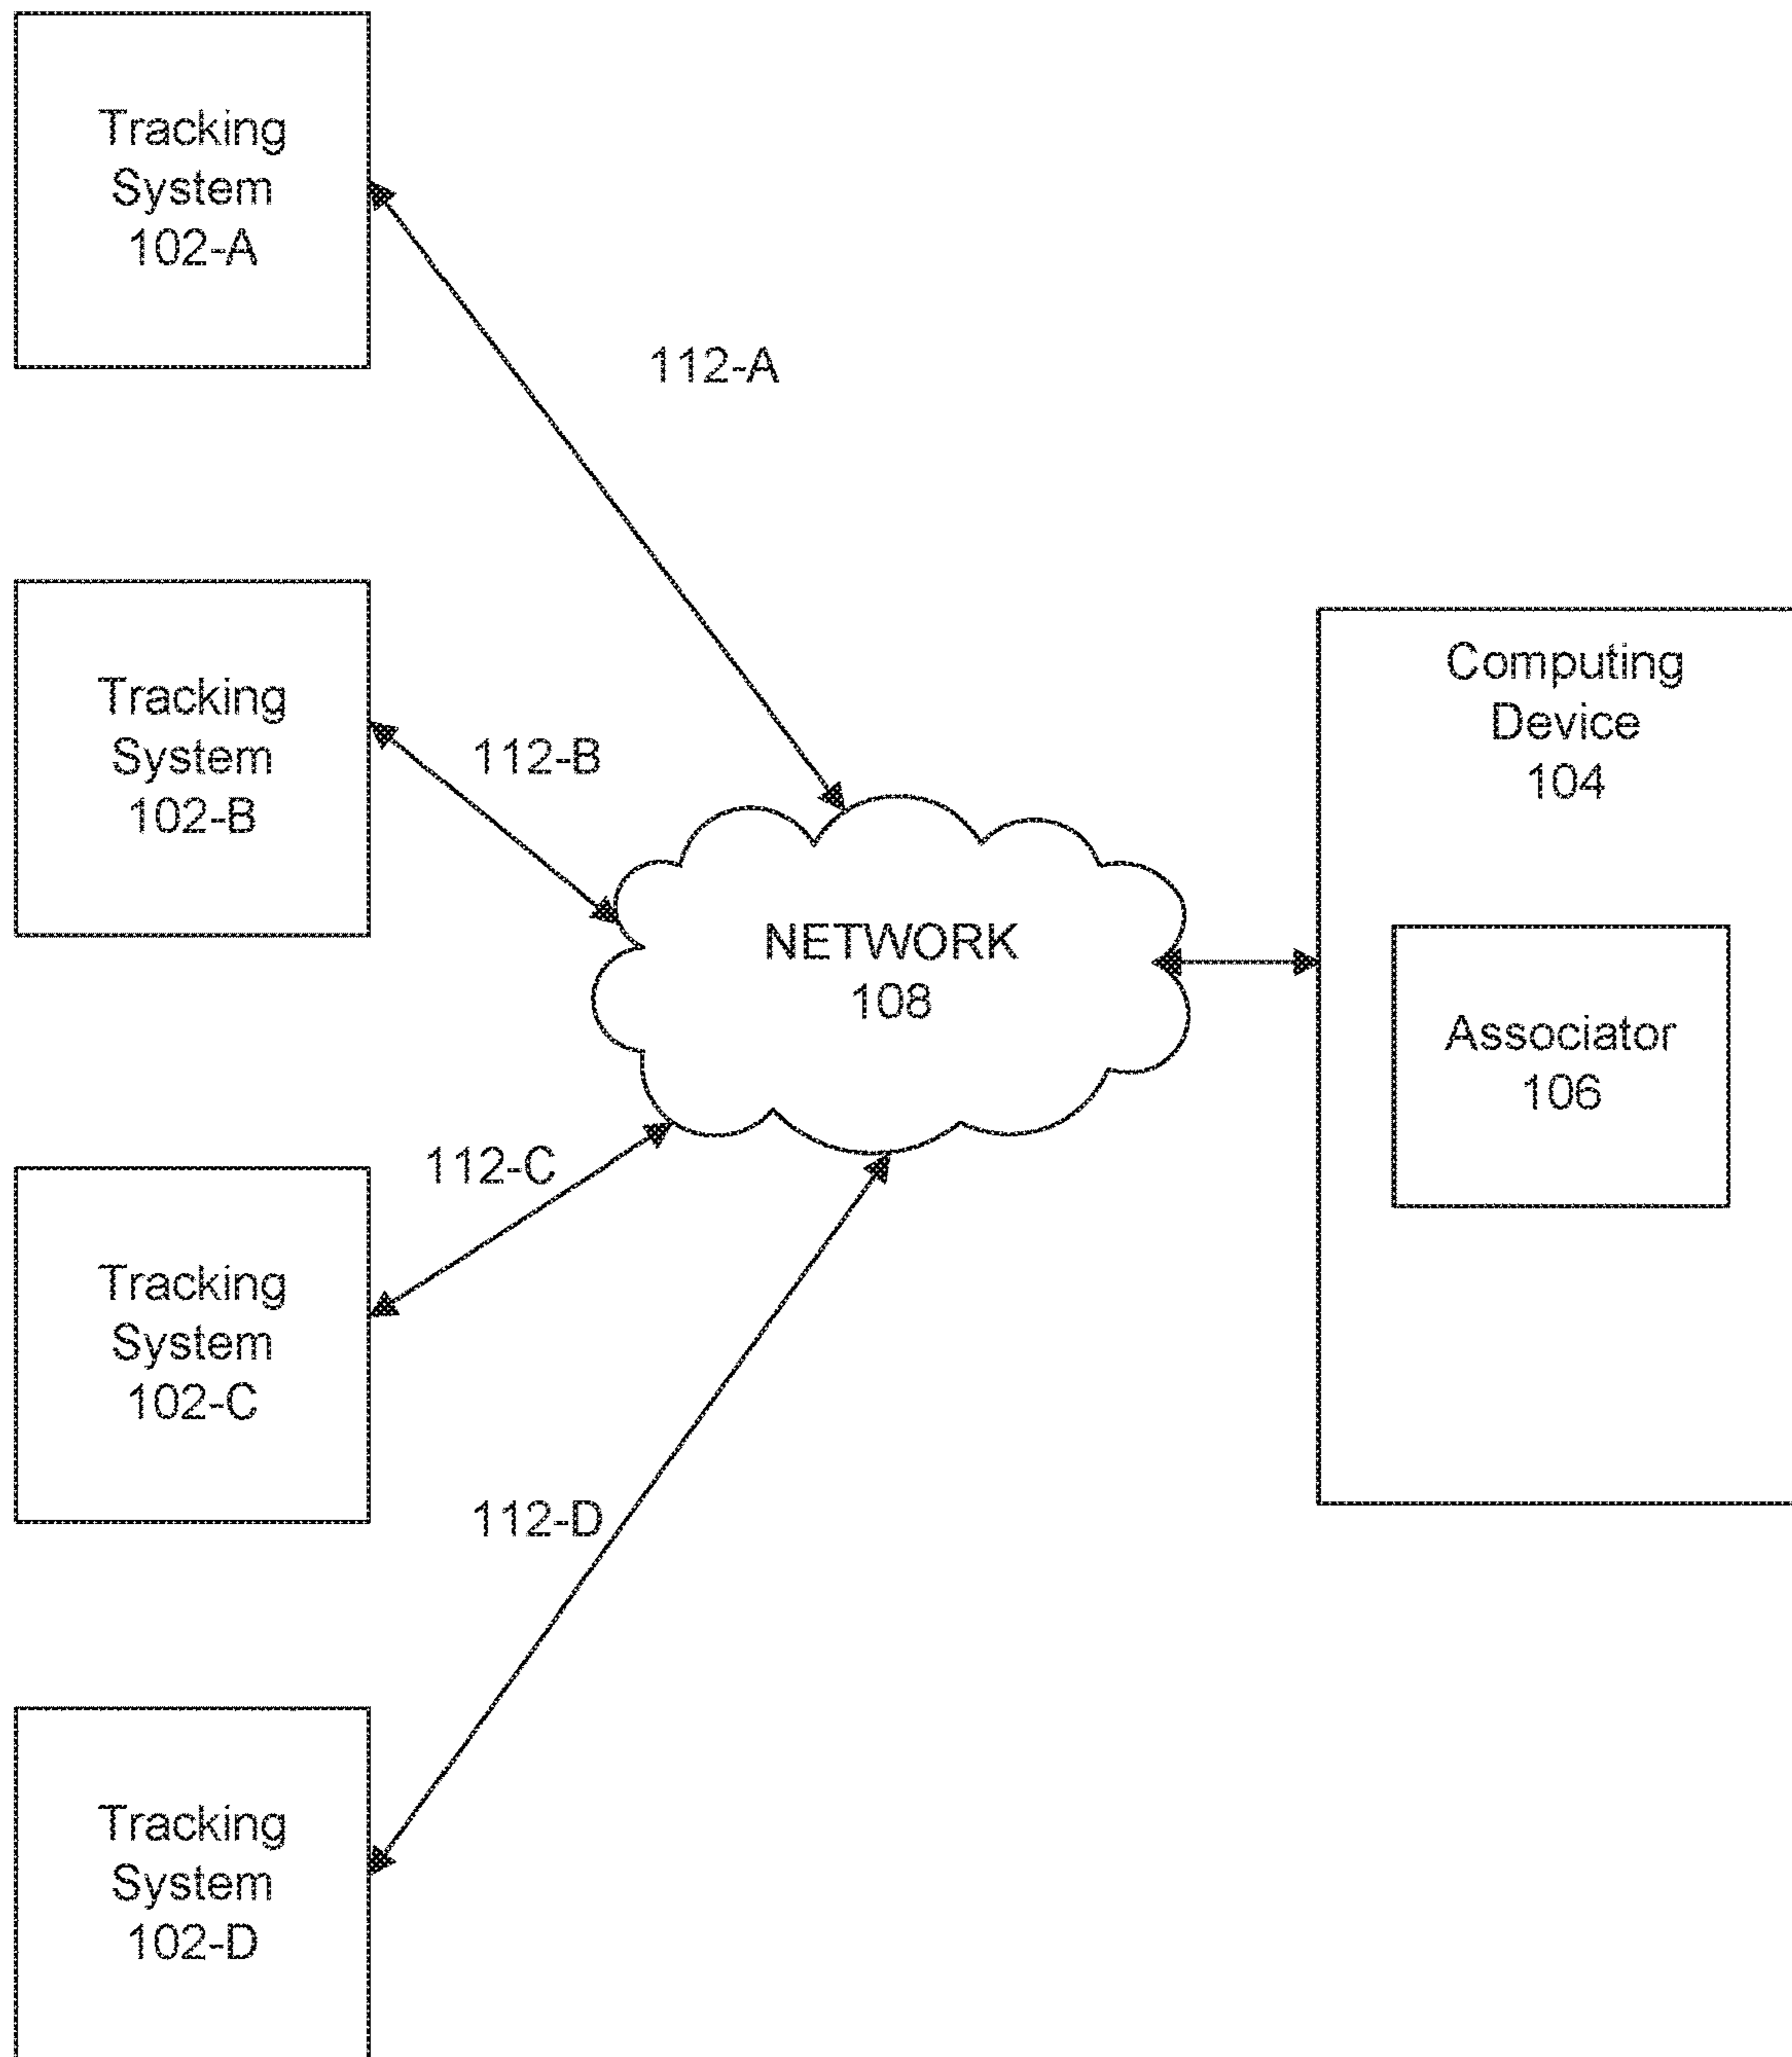 Tracking
System
102-A
112-A
Tracking
System
102-B
112-B
Computing
Device
104
NETWORK
108
Associator
106
112-C
Tracking
System
102-C
112-D
Tracking
System
102-D